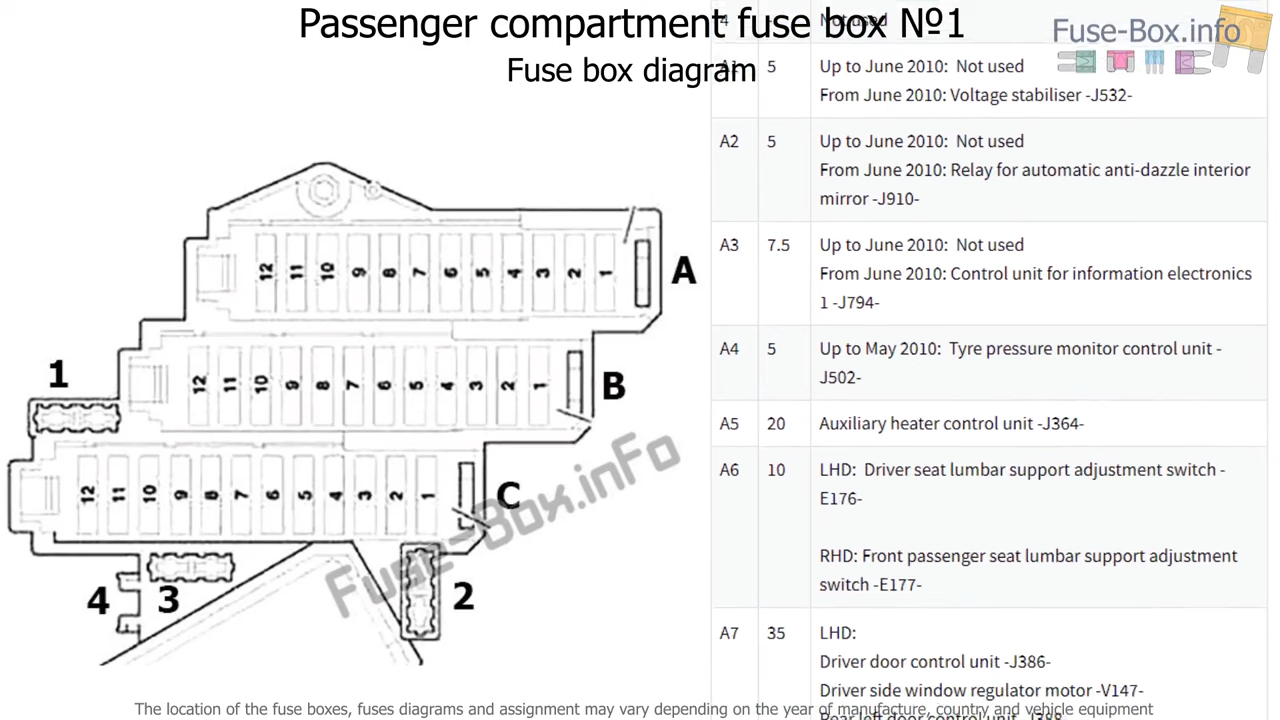 Passenger compartment fuse box №1
Fuse box diagram
Fuse-Box.info
4 - Not used
A1 5 Up to June 2010: Not used
From June 2010: Voltage stabiliser -J532-
A2 5 Up to June 2010: Not used
From June 2010: Relay for automatic anti-dazzle interior
mirror -J910-
A3 7.5 Up to June 2010: Not used
From June 2010: Control unit for information electronics
1 -J794-
A4 5 Up to May 2010: Tyre pressure monitor control unit -
J502-
A5 20 Auxiliary heater control unit -J364-
A6 10 LHD: Driver seat lumbar support adjustment switch -
E176-
RHD: Front passenger seat lumbar support adjustment
switch -E177-
A7 35 LHD:
Driver door control unit -J386-
Driver side window regulator motor -V147-
Rear left door control unit -J388-
12 11 10 9 8 7 6 5 4 3 2 1 A
12 11 10 9 8 7 6 5 4 3 2 1 B
1
12 11 10 9 8 7 6 5 4 3 2 1 C
4 3 2
Fuse-Box.inFo
The location of the fuse boxes, fuses diagrams and assignment may vary depending on the year of manufacture, country and vehicle equipment